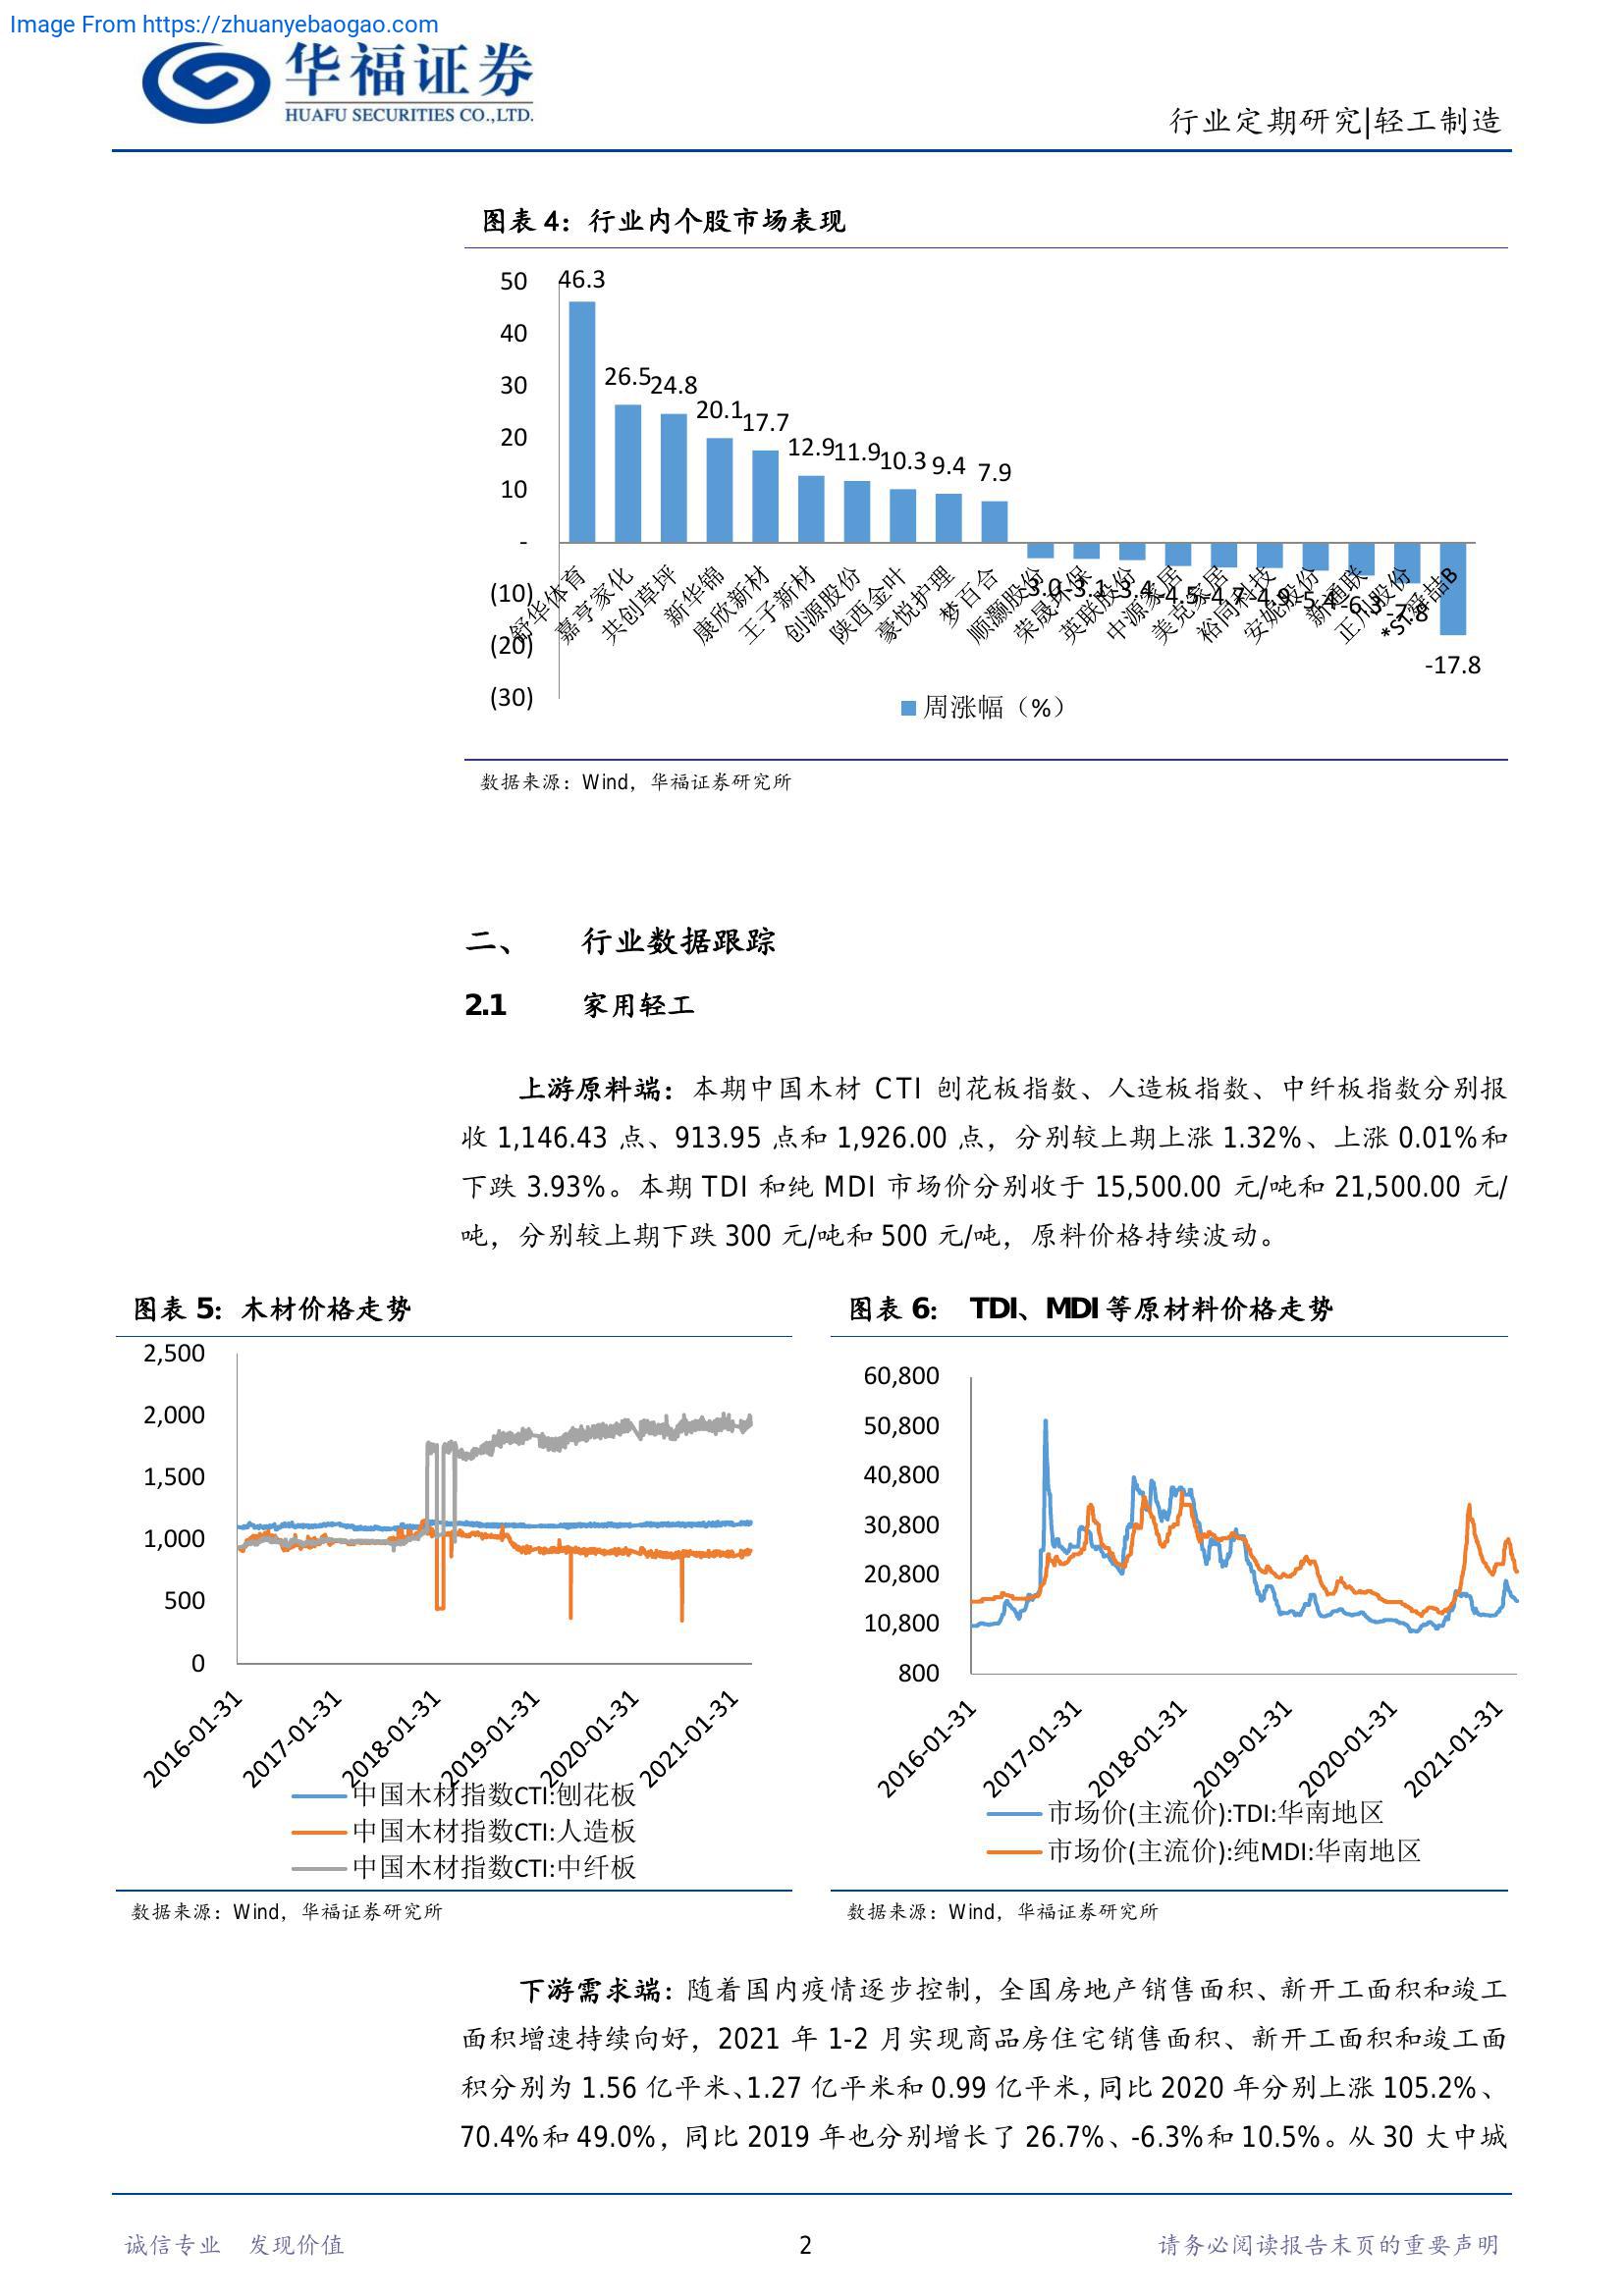 Image From https://zhuanyebaogao.com
华福证券
HUAFU SECURITIES CO.,LTD.
行业定期研究|轻工制造
图表 4：行业内个股市场表现
50
40
30
20
10
-
(10)
(20)
(30)
46.3
26.5
24.8
20.1
17.7
12.9
11.9
10.3
9.4
7.9
-3.0
-3.1
-3.4
-4.5
-4.7
-4.9
-6.3
-7.8
-17.8
舒华体育
嘉亨家化
共创草坪
新华锦
康欣新材
王子新材
创源股份
陕西金叶
豪悦护理
梦百合
顺灏股份
荣晟环保
英联股份
中源家居
美克家居
裕同科技
安妮股份
新通联
正川股份
周涨幅（%）
数据来源：Wind，华福证券研究所
二、 行业数据跟踪
2.1 家用轻工
上游原料端：本期中国木材 CTI 刨花板指数、人造板指数、中纤板指数分别报
收 1,146.43 点、913.95 点和 1,926.00 点，分别较上期上涨 1.32%、上涨 0.01%和
下跌 3.93%。本期 TDI 和纯 MDI 市场价分别收于 15,500.00 元/吨和 21,500.00 元/
吨，分别较上期下跌 300 元/吨和 500 元/吨，原料价格持续波动。
图表 5：木材价格走势
2,500
2,000
1,500
1,000
500
0
2016-01-31
2017-01-31
2018-01-31
2019-01-31
2020-01-31
2021-01-31
中国木材指数CTI:刨花板
中国木材指数CTI:人造板
中国木材指数CTI:中纤板
数据来源：Wind，华福证券研究所
图表 6： TDI、MDI 等原材料价格走势
60,800
50,800
40,800
30,800
20,800
10,800
800
2016-01-31
2017-01-31
2018-01-31
2019-01-31
2020-01-31
2021-01-31
市场价(主流价):TDI:华南地区
市场价(主流价):纯MDI:华南地区
数据来源：Wind，华福证券研究所
下游需求端：随着国内疫情逐步控制，全国房地产销售面积、新开工面积和竣工
面积增速持续向好，2021 年 1-2 月实现商品房住宅销售面积、新开工面积和竣工面
积分别为 1.56 亿平米、1.27 亿平米和 0.99 亿平米，同比 2020 年分别上涨 105.2%、
70.4%和 49.0%，同比 2019 年也分别增长了 26.7%、-6.3%和 10.5%。从 30 大中城
诚信专业 发现价值
2
请务必阅读报告末页的重要声明